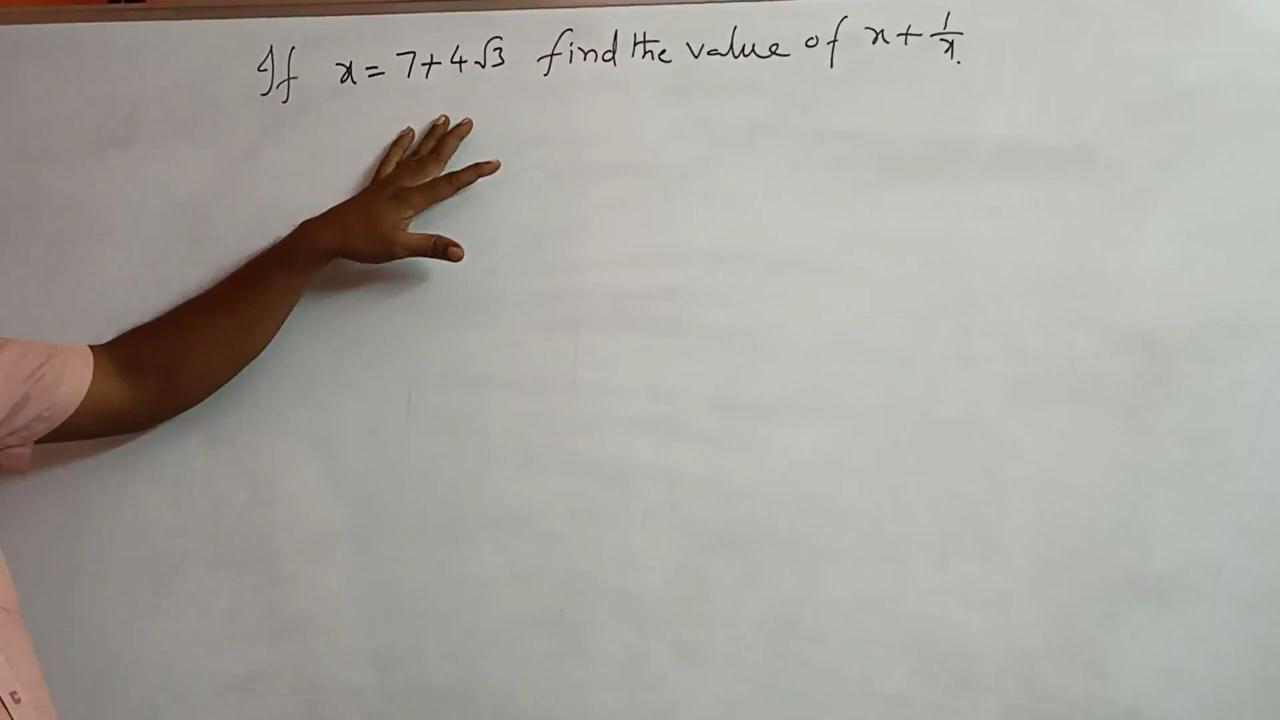 If x = 7+4√3 find the value of x + 1/x.